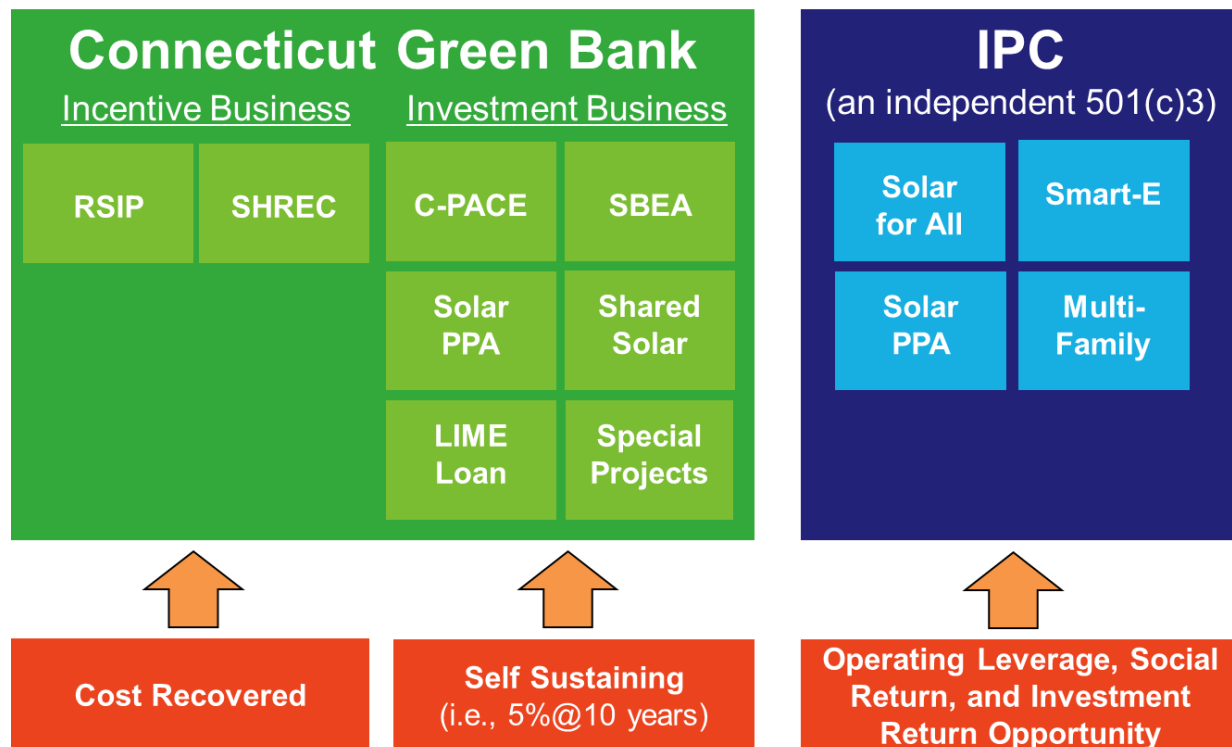 Connecticut Green Bank
Incentive Business
Investment Business
RSIP
SHREC
C-PACE
SBEA
Solar
PPA
Shared
Solar
LIME
Loan
Special
Projects
IPC
(an independent 501(c)3)
Solar
for All
Smart-E
Solar
PPA
Multi-
Family
Cost Recovered
Self Sustaining
(i.e., 5%@10 years)
Operating Leverage, Social
Return, and Investment
Return Opportunity